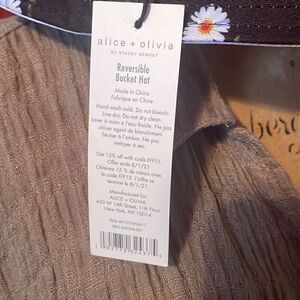 alice + olivia
BY STACEY BENDET
Reversible
Bucket Hat
Made in China
Fabriqué en Chine
Hand wash cold. Do not bleach.
Line dry. Do not dry clean.
Laver à main a l'eau froide. Ne pas
utiliser agent de blanchiment.
Sécher à l'ombre. Ne pas
nettoyer à sec.
Get 15% off with code FFF15.
Offer ends 8/1/21
Obtenez 15 % de rabais avec
le code FFF15. L'offre se
termine le 8/1/21.
Manufactured for
ALICE + OLIVIA
450 W. 14th Street, 11th Floor
New York, NY 10014